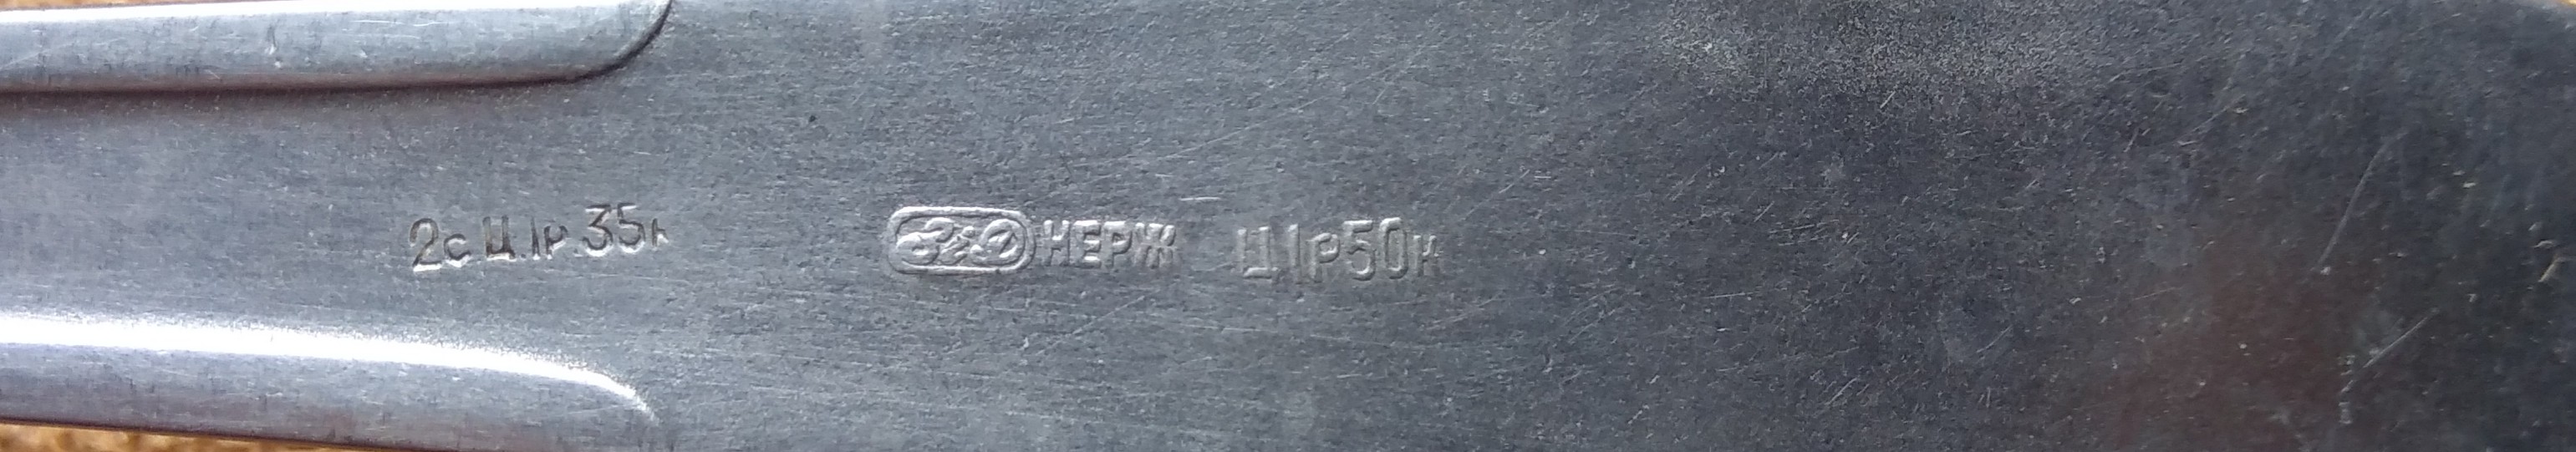 2с Ц.1р.35к НЕРЖ Ц1р50к